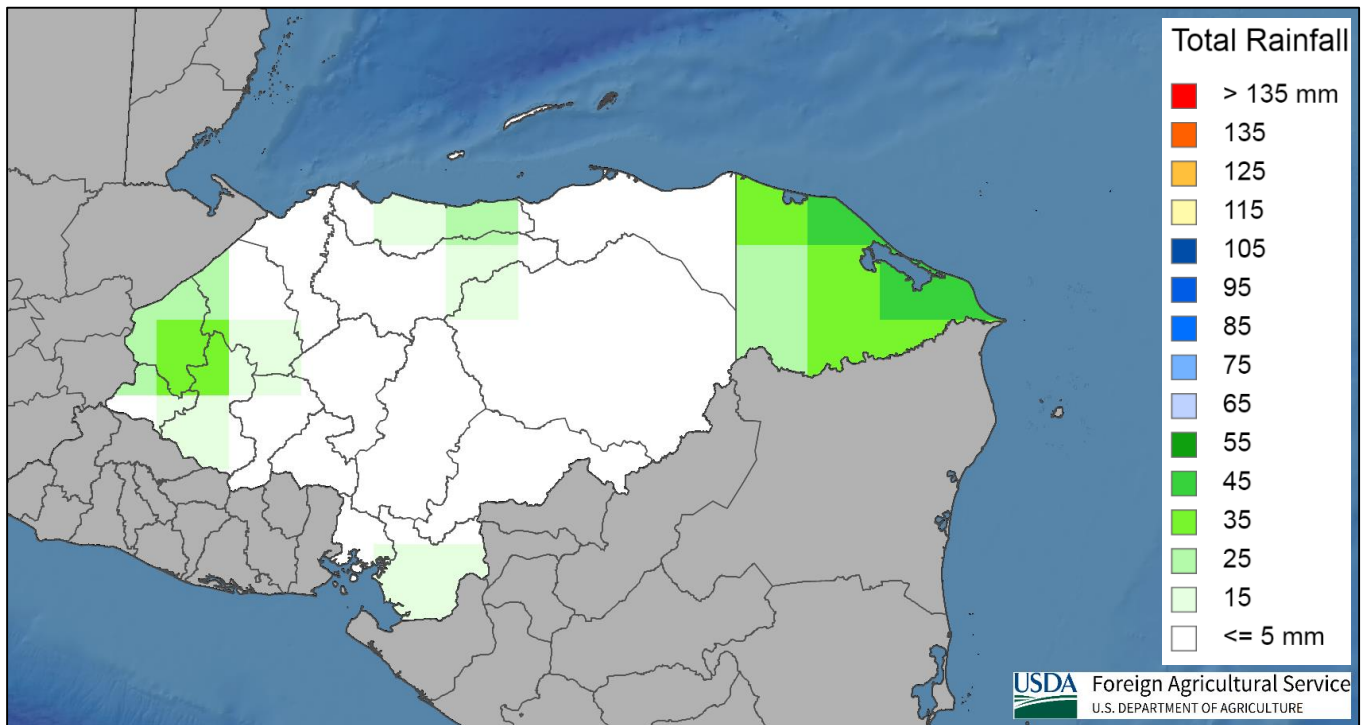 Total Rainfall
> 135 mm
135
125
115
105
95
85
75
65
55
45
35
25
15
<= 5 mm
USDA Foreign Agricultural Service
U.S. DEPARTMENT OF AGRICULTURE